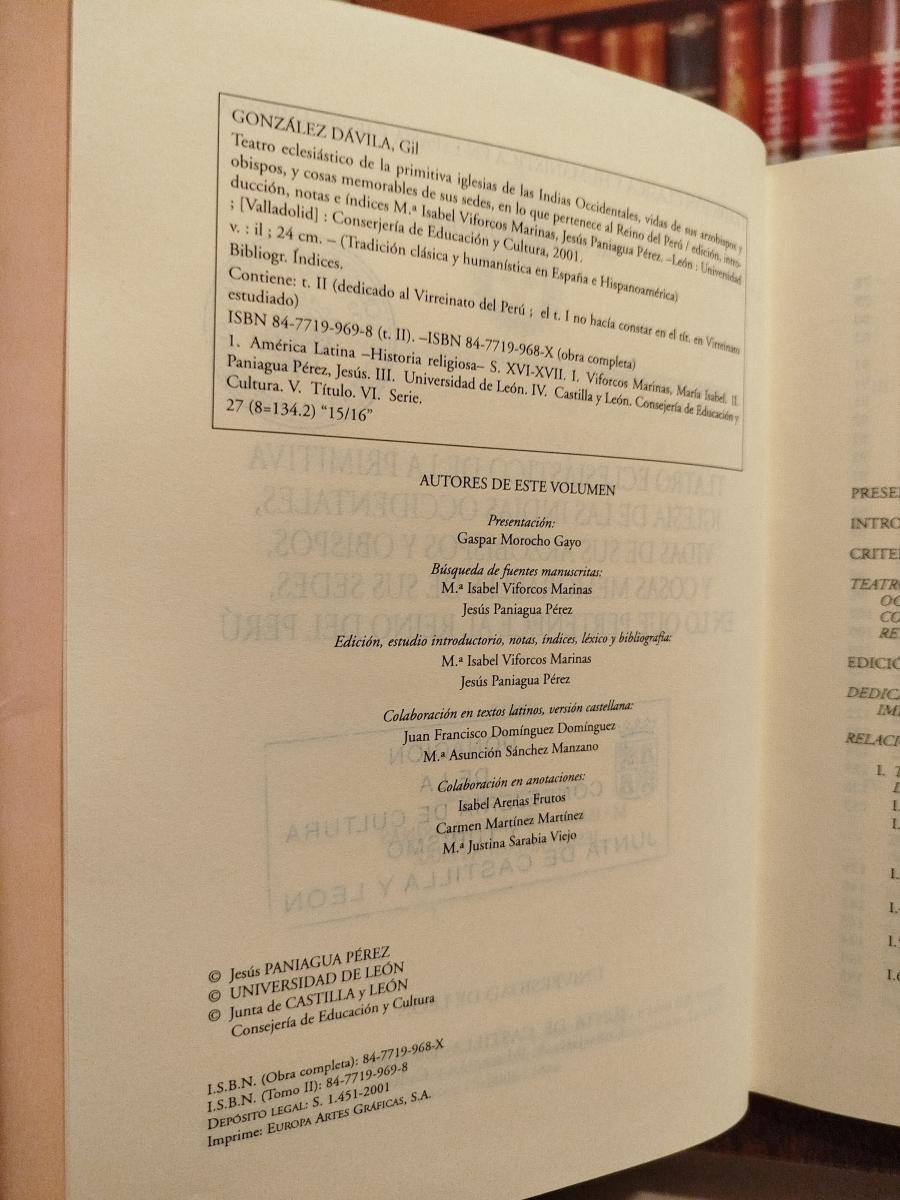 GONZÁLEZ DÁVILA, Gil
Teatro eclesiástico de la primitiva iglesias de las Indias Occidentales, vidas de sus arzobispos y
obispos, y cosas memorables de sus sedes, en lo que pertenece al Reino del Perú / edición, intro-
ducción, notas e índices M.ª Isabel Viforcos Marinas, Jesús Paniagua Pérez. –León : Universidad
; [Valladolid] : Conserjería de Educación y Cultura, 2001.
v. : il ; 24 cm. – (Tradición clásica y humanística en España e Hispanoamérica)
Bibliogr. Índices.
Contiene: t. II (dedicado al Virreinato del Perú ; el t. I no hacía constar en el tít. en Virreinato
estudiado)
ISBN 84-7719-969-8 (t. II). –ISBN 84-7719-968-X (obra completa)
1. América Latina –Historia religiosa– S. XVI-XVII. I. Viforcos Marinas, María Isabel. II.
Paniagua Pérez, Jesús. III. Universidad de León. IV. Castilla y León. Consejería de Educación y
Cultura. V. Título. VI. Serie.
27 (8=134.2) “15/16”
AUTORES DE ESTE VOLUMEN
Presentación:
Gaspar Morocho Gayo
Búsqueda de fuentes manuscritas:
M.ª Isabel Viforcos Marinas
Jesús Paniagua Pérez
Edición, estudio introductorio, notas, índices, léxico y bibliografía:
M.ª Isabel Viforcos Marinas
Jesús Paniagua Pérez
Colaboración en textos latinos, versión castellana:
Juan Francisco Domínguez Domínguez
M.ª Asunción Sánchez Manzano
Colaboración en anotaciones:
Isabel Arenas Frutos
Carmen Martínez Martínez
M.ª Justina Sarabia Viejo
© Jesús PANIAGUA PÉREZ
© UNIVERSIDAD DE LEÓN
© Junta de CASTILLA y LEÓN
Consejería de Educación y Cultura
I.S.B.N. (Obra completa): 84-7719-968-X
I.S.B.N. (Tomo II): 84-7719-969-8
DEPÓSITO LEGAL: S. 1.451-2001
Imprime: EUROPA ARTES GRÁFICAS, S.A.